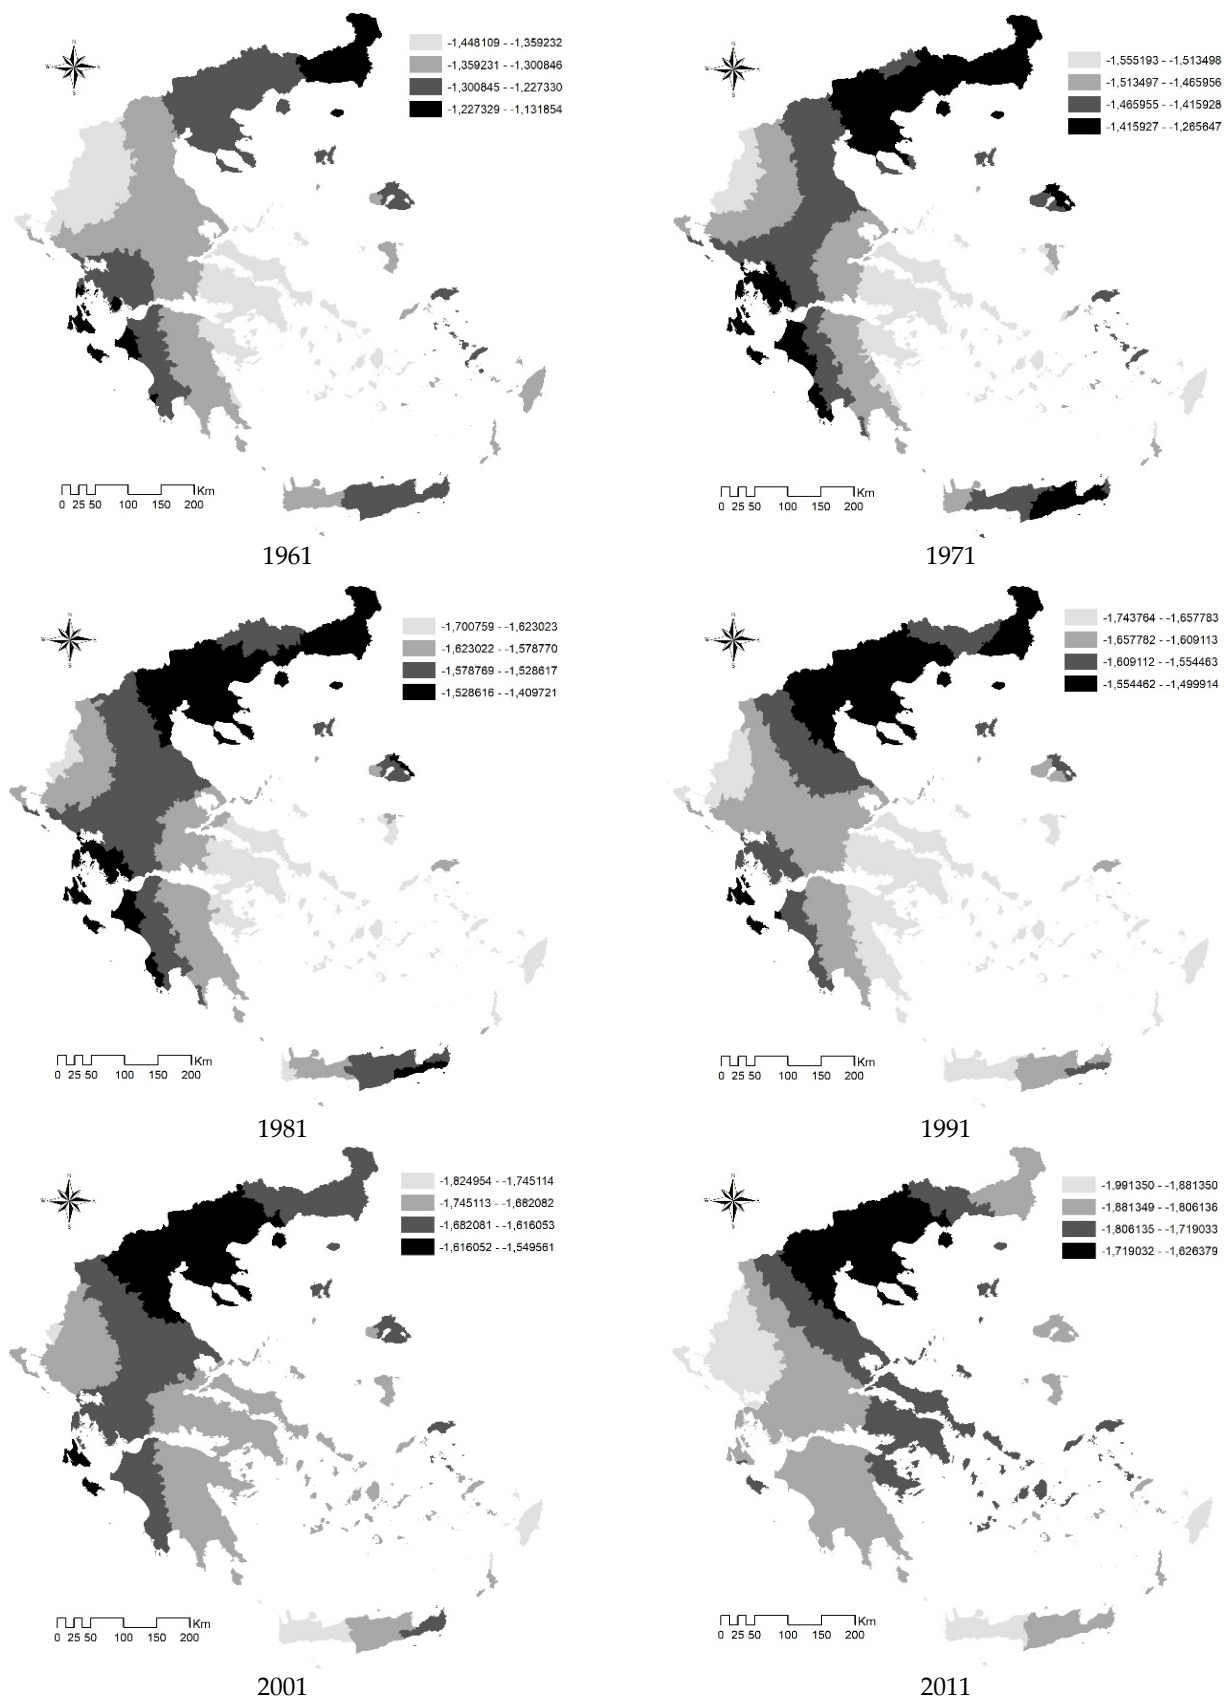 N
W E
S
-1,448109 - -1,359232
-1,359231 - -1,300846
-1,300845 - -1,227330
-1,227329 - -1,131854
0 25 50 100 150 200 Km
1961
N
W E
S
-1,555193 - -1,513498
-1,513497 - -1,465956
-1,465955 - -1,415928
-1,415927 - -1,265647
0 25 50 100 150 200 Km
1971
N
W E
S
-1,700759 - -1,623023
-1,623022 - -1,578770
-1,578769 - -1,528617
-1,528616 - -1,409721
0 25 50 100 150 200 Km
1981
N
W E
S
-1,743764 - -1,657783
-1,657782 - -1,609113
-1,609112 - -1,554463
-1,554462 - -1,499914
0 25 50 100 150 200 Km
1991
N
W E
S
-1,824954 - -1,745114
-1,745113 - -1,682082
-1,682081 - -1,616053
-1,616052 - -1,549561
0 25 50 100 150 200 Km
2001
N
W E
S
-1,991350 - -1,881350
-1,881349 - -1,806136
-1,806135 - -1,719033
-1,719032 - -1,626379
0 25 50 100 150 200 Km
2011